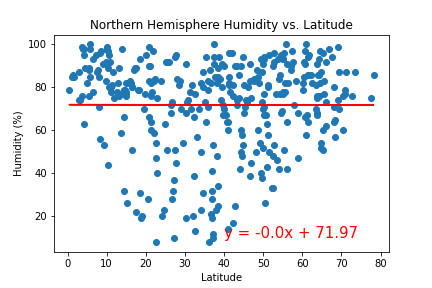 Northern Hemisphere Humidity vs. Latitude
100
80
60
40
20
Humidity (%)
y = -0.0x + 71.97
0 10 20 30 40 50 60 70 80
Latitude